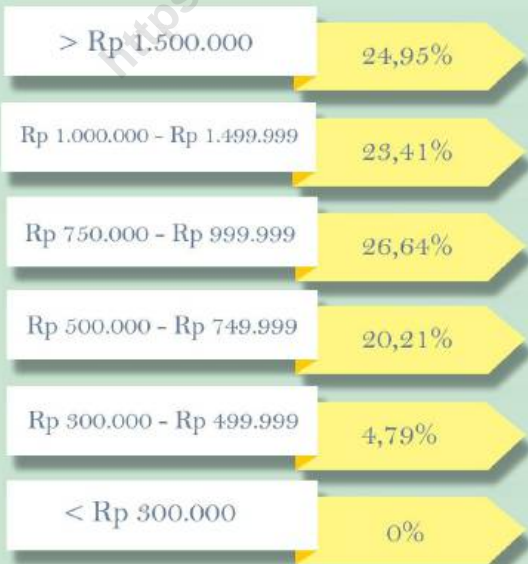 > Rp 1.500.000
24,95%
Rp 1.000.000 - Rp 1.499.999
23,41%
Rp 750.000 - Rp 999.999
26,64%
Rp 500.000 - Rp 749.999
20,21%
Rp 300.000 - Rp 499.999
4,79%
< Rp 300.000
0%
https